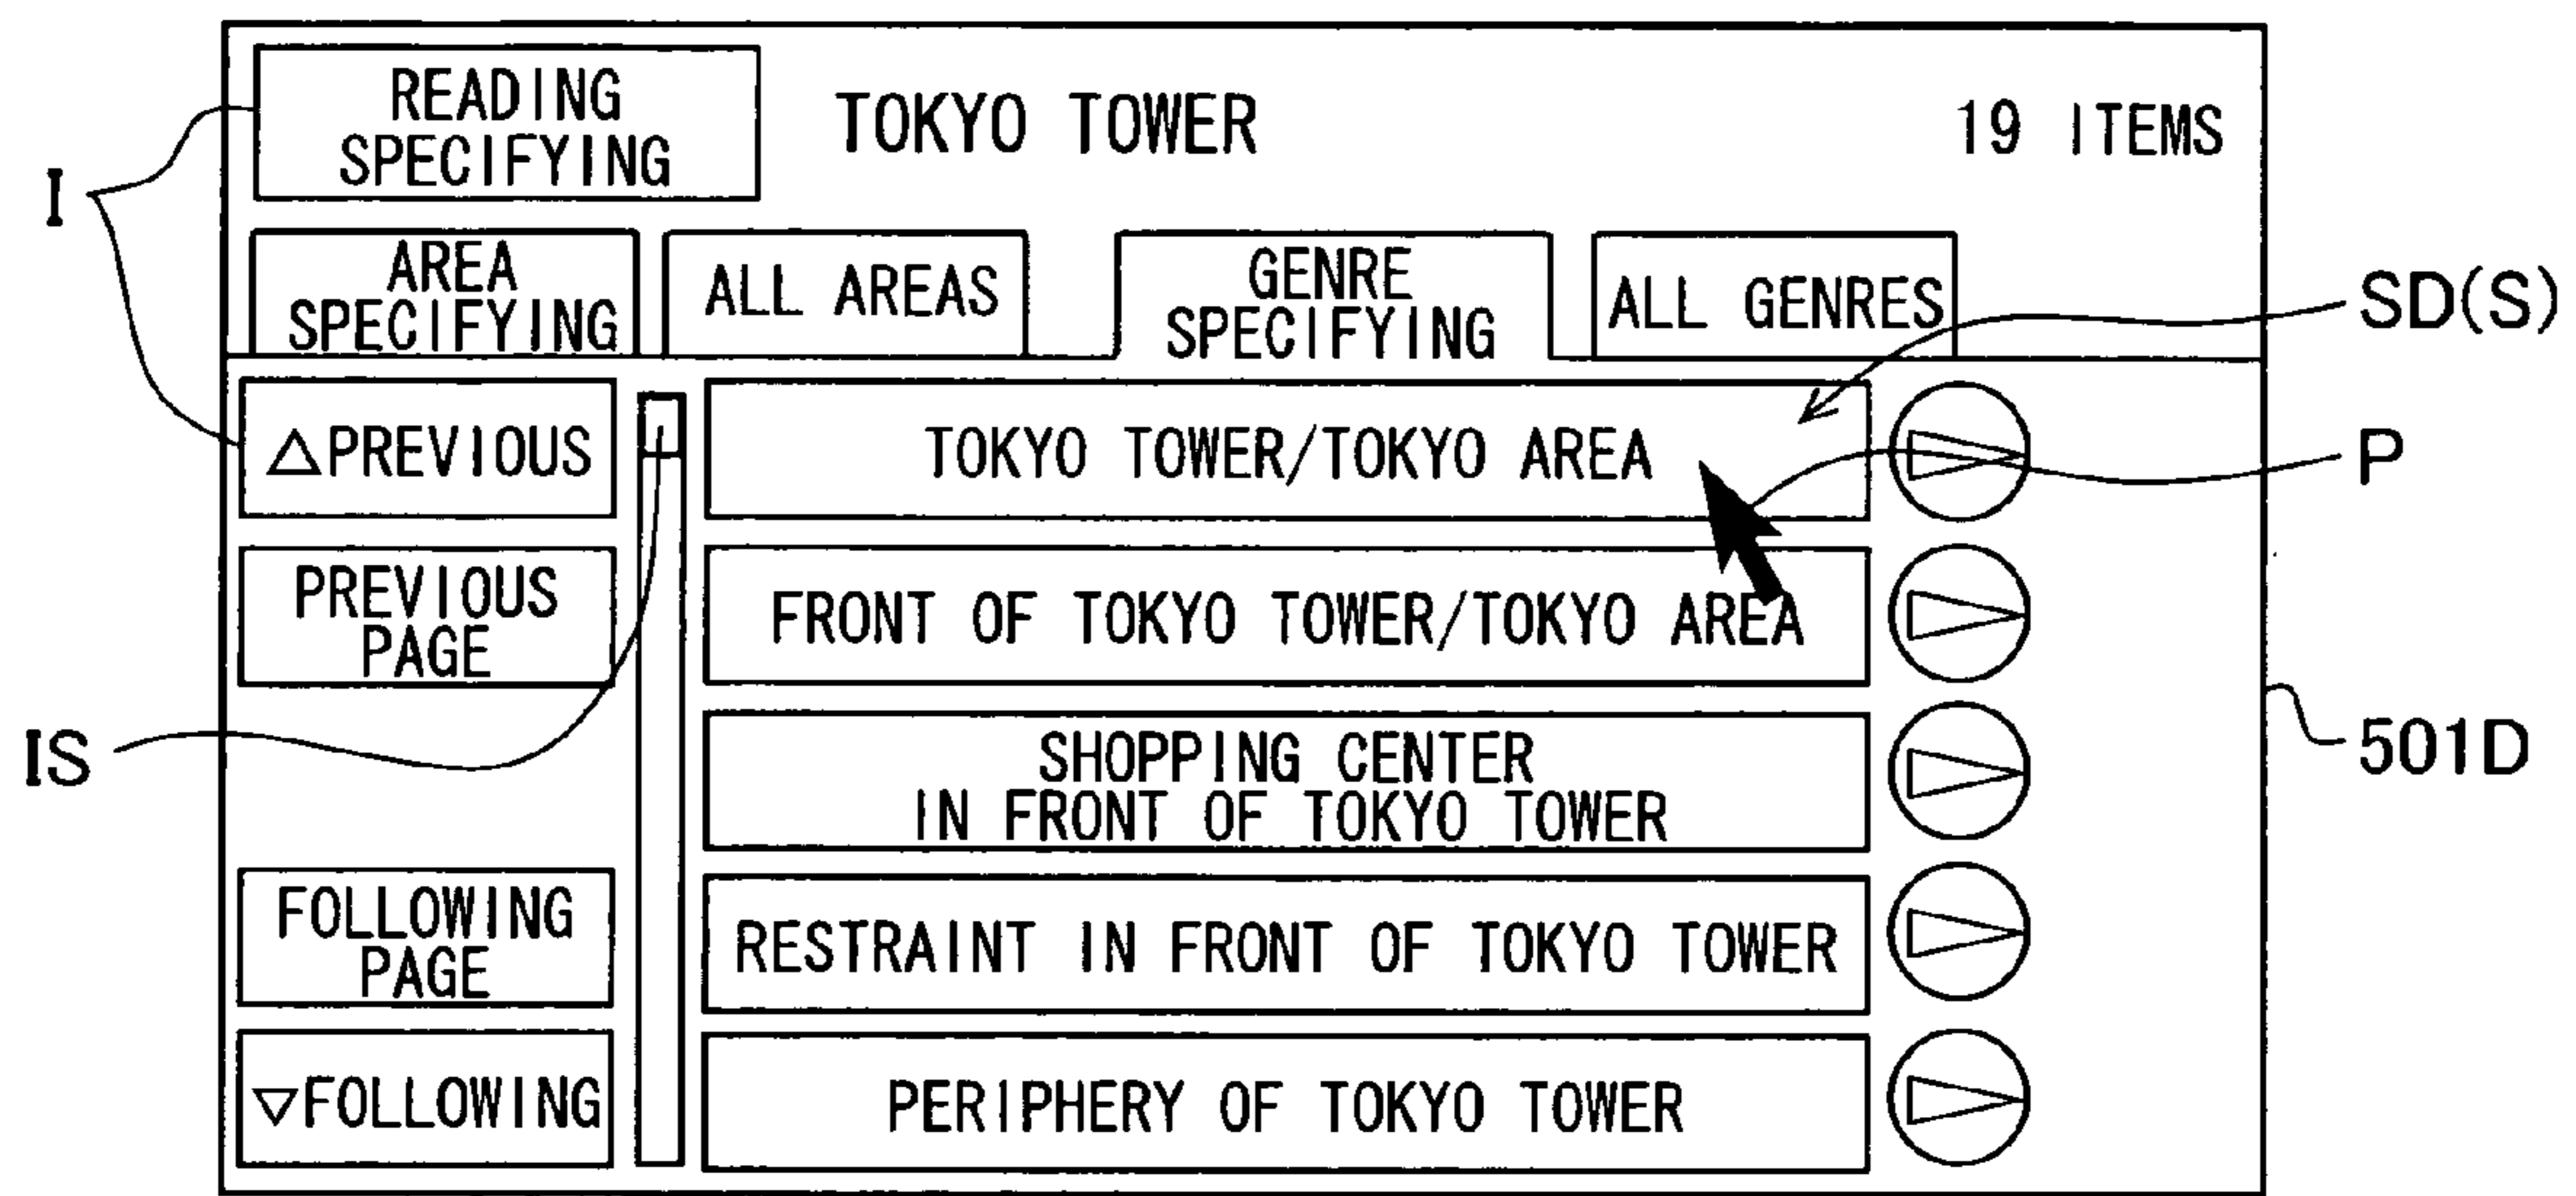 READING
SPECIFYING
TOKYO TOWER
19 ITEMS
I
AREA
SPECIFYING
ALL AREAS
GENRE
SPECIFYING
ALL GENRES
SD(S)
△PREVIOUS
TOKYO TOWER/TOKYO AREA
P
PREVIOUS
PAGE
FRONT OF TOKYO TOWER/TOKYO AREA
IS
SHOPPING CENTER
IN FRONT OF TOKYO TOWER
501D
FOLLOWING
PAGE
RESTRAINT IN FRONT OF TOKYO TOWER
▽FOLLOWING
PERIPHERY OF TOKYO TOWER